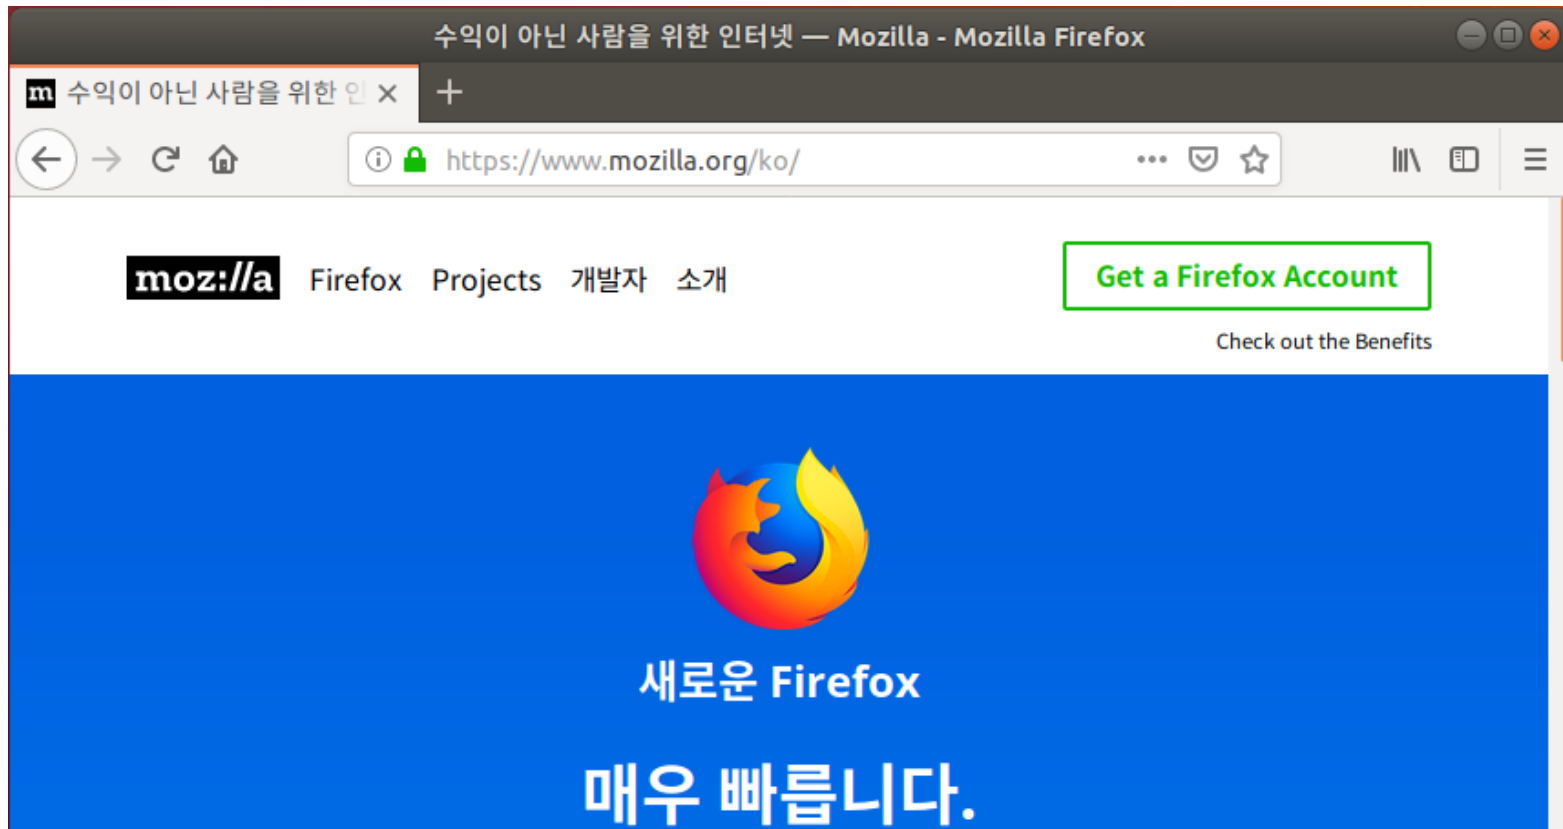 수익이 아닌 사람을 위한 인터넷 — Mozilla - Mozilla Firefox
m 수익이 아닌 사람을 위한 인
https://www.mozilla.org/ko/
moz://a Firefox Projects 개발자 소개
Get a Firefox Account
Check out the Benefits
새로운 Firefox
매우 빠릅니다.